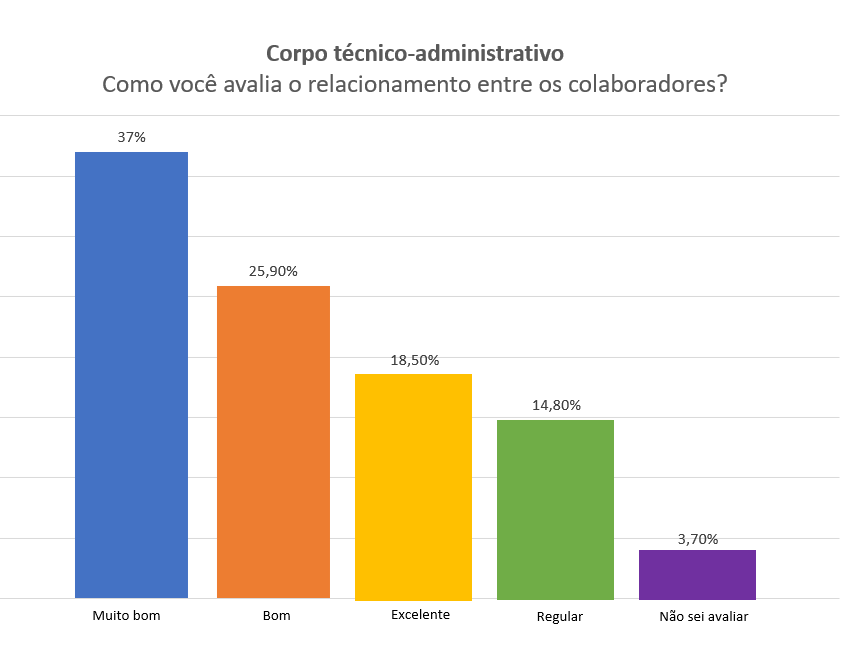 Corpo técnico-administrativo
Como você avalia o relacionamento entre os colaboradores?
37%
25,90%
18,50%
14,80%
3,70%
Muito bom
Bom
Excelente
Regular
Não sei avaliar